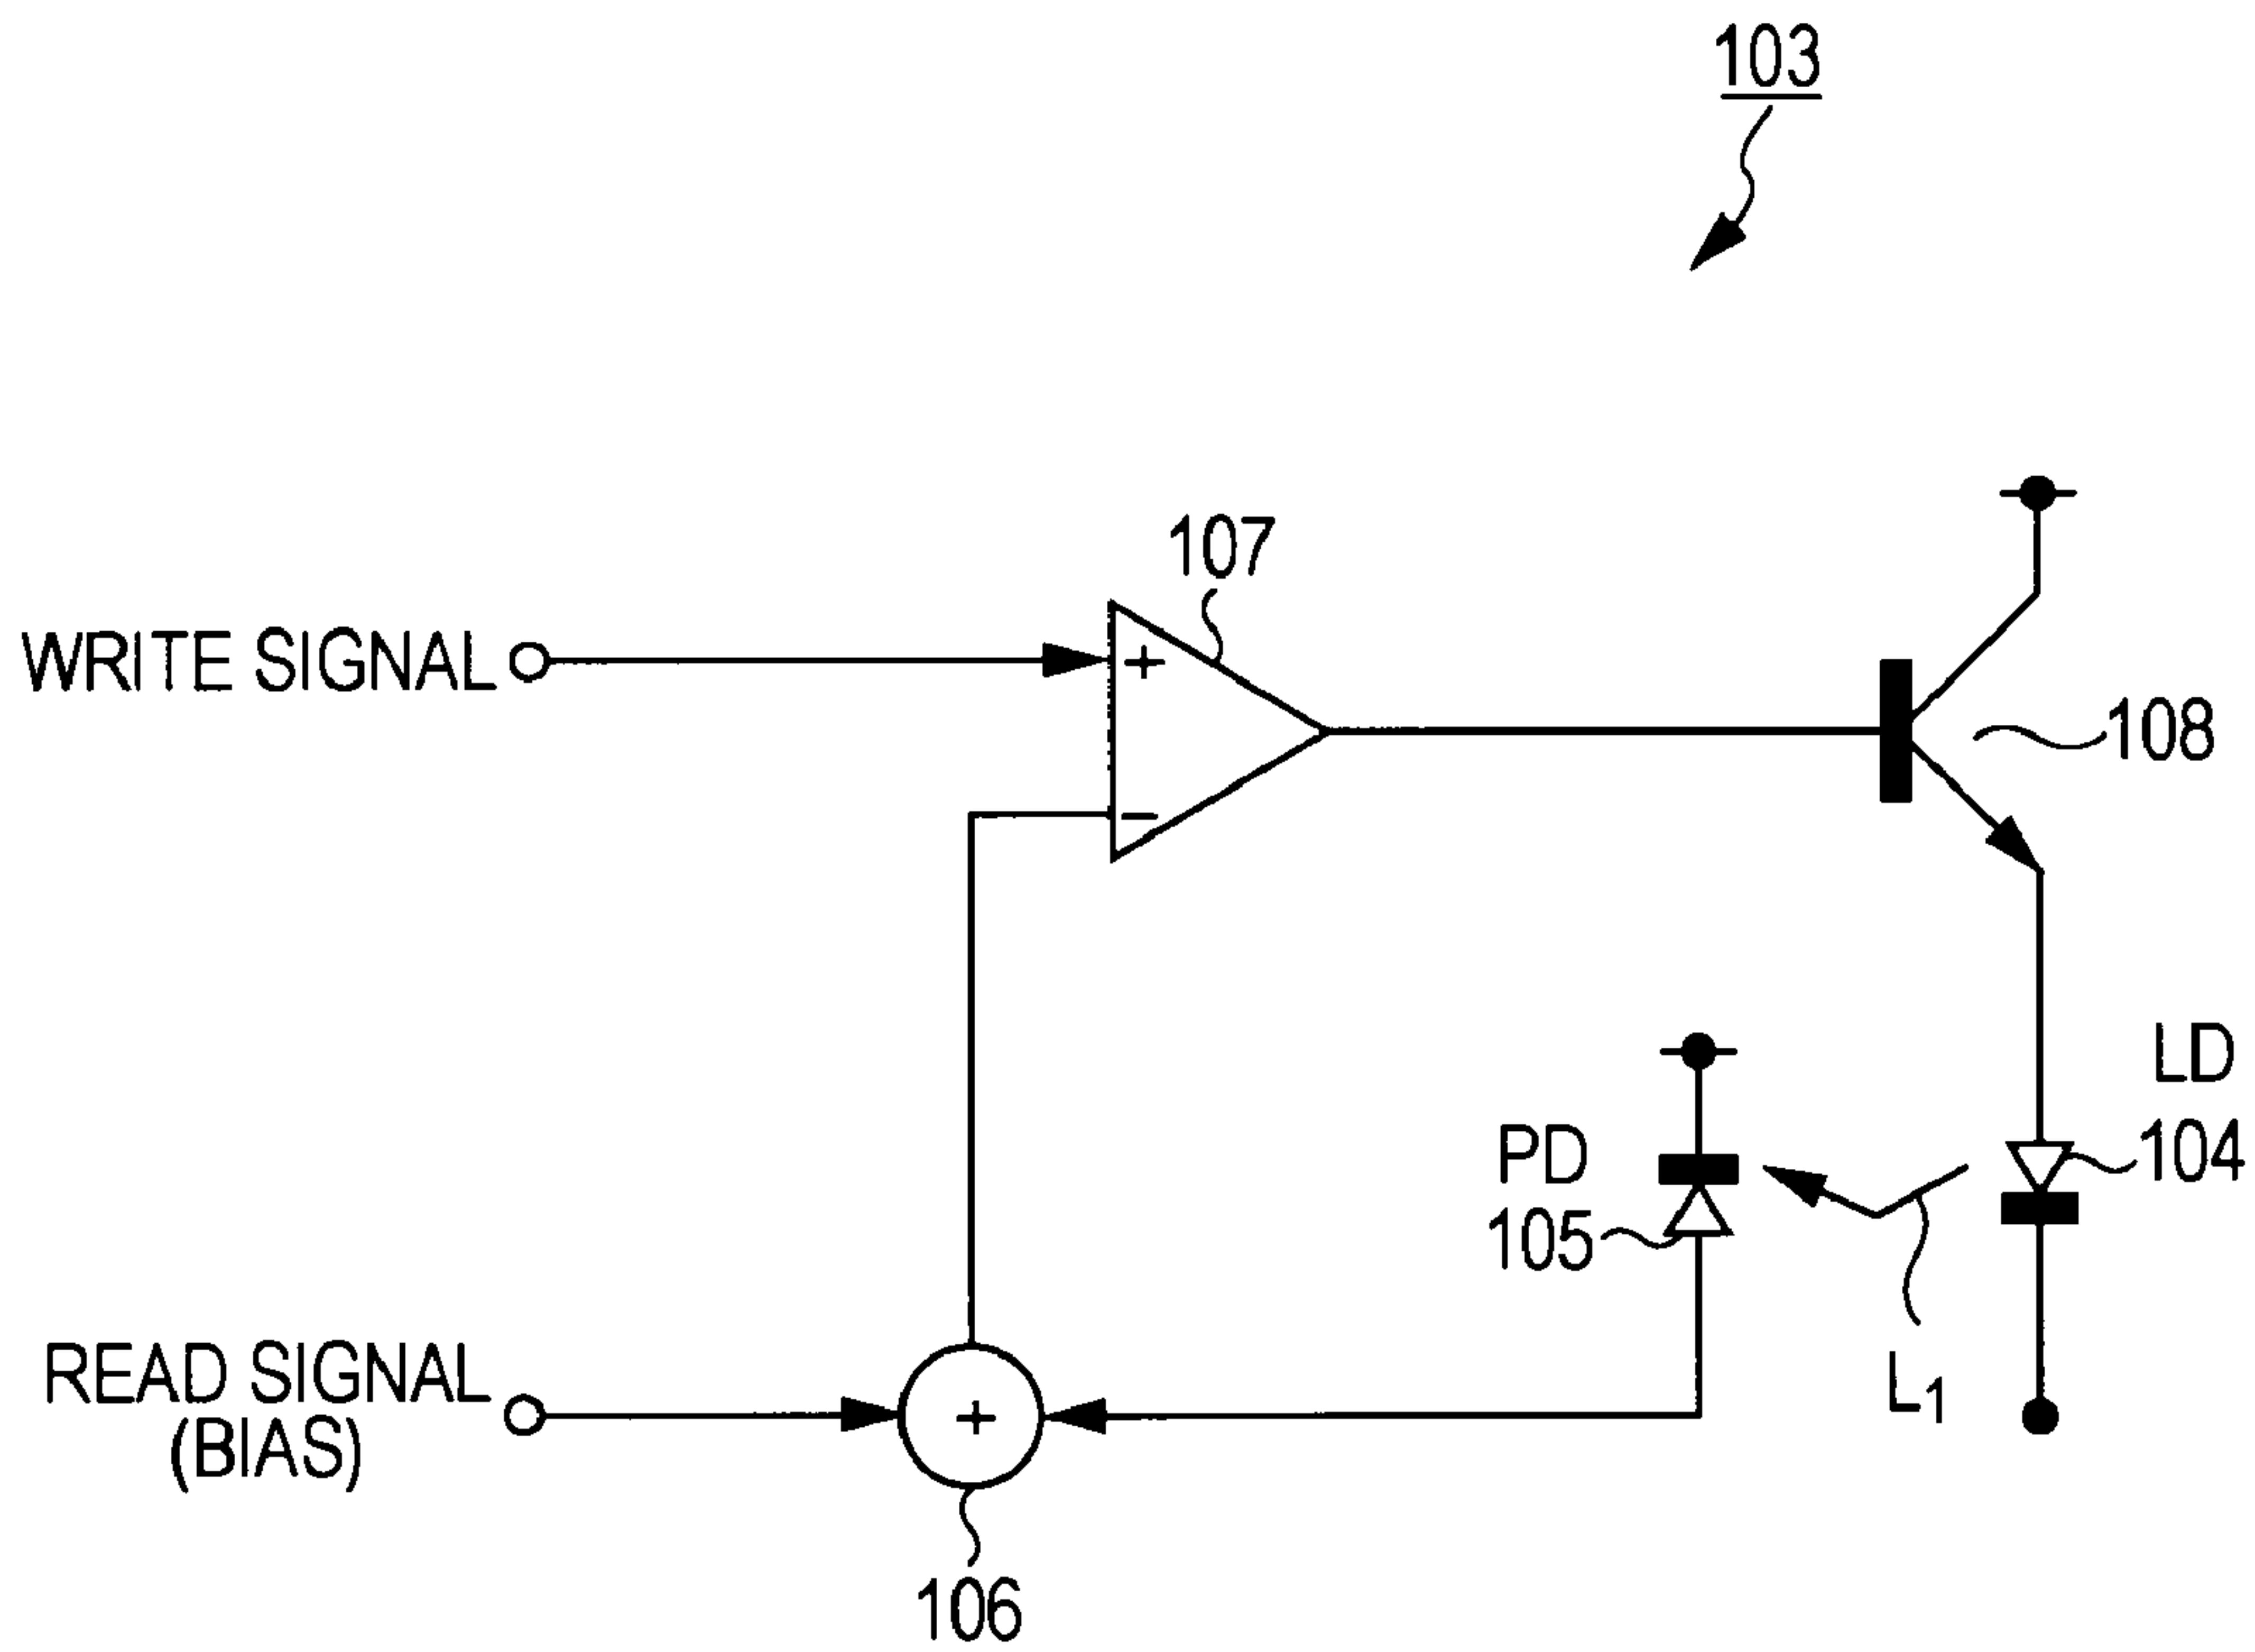 103
107
WRITE SIGNAL
+
108
−
LD
PD
104
105
READ SIGNAL
(BIAS)
+
L1
106